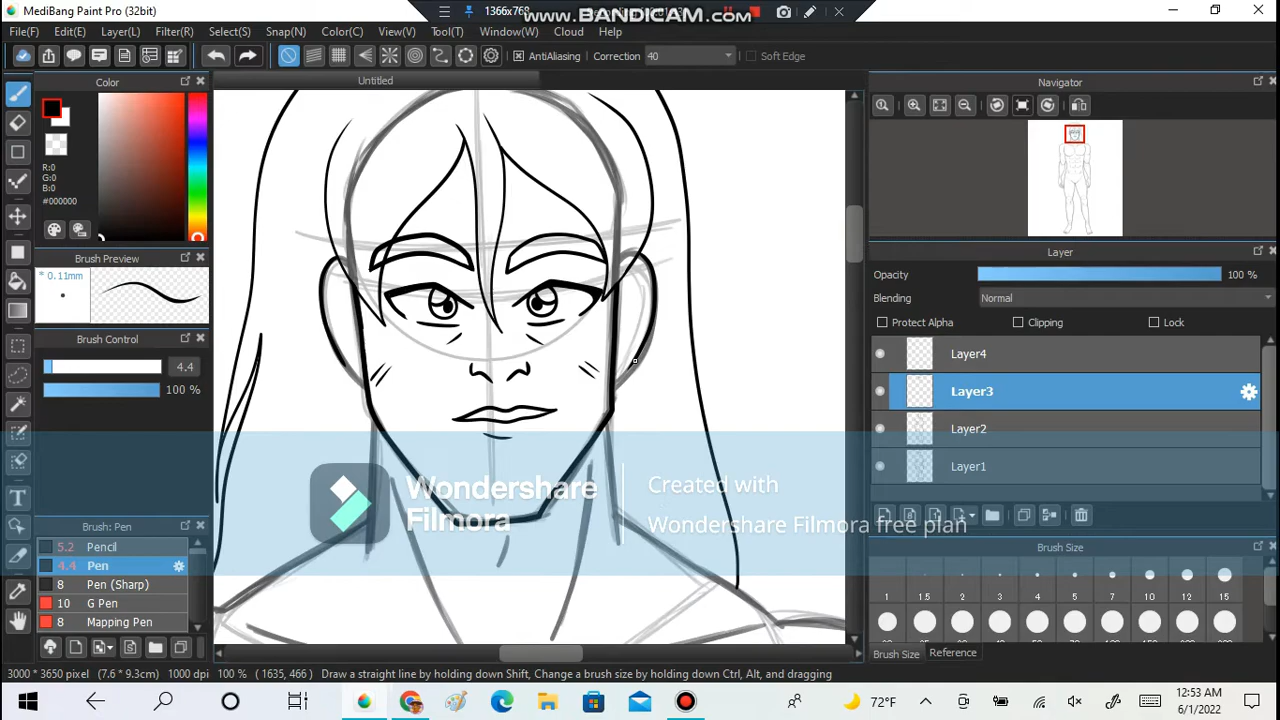 MediBang Paint Pro (32bit)
1366x768
www.BANDICAM.com
File(F) Edit(E) Layer(L) Filter(R) Select(S) Snap(N) Color(C) View(V) Tool(T) Window(W) Cloud Help
AntiAliasing Correction 40 Soft Edge
Color
Untitled
Navigator
R:0
G:0
B:0
#000000
Brush Preview
* 0.11mm
Brush Control
4.4
100 %
Layer
Opacity 100 %
Blending Normal
Protect Alpha Clipping Lock
Layer4
Layer3
Layer2
Layer1
Wondershare
Filmora
Created with
Wondershare Filmora free plan
Brush: Pen
5.2 Pencil
4.4 Pen
8 Pen (Sharp)
10 G Pen
8 Mapping Pen
Brush Size
1 1.5 2 3 4 5 7 10 12 15
Brush Size Reference
3000 * 3650 pixel (7.6 * 9.3cm) 1000 dpi 100 % (1635, 466) Draw a straight line by holding down Shift, Change a brush size by holding down Ctrl, Alt, and dragging
72°F
12:53 AM
6/1/2022